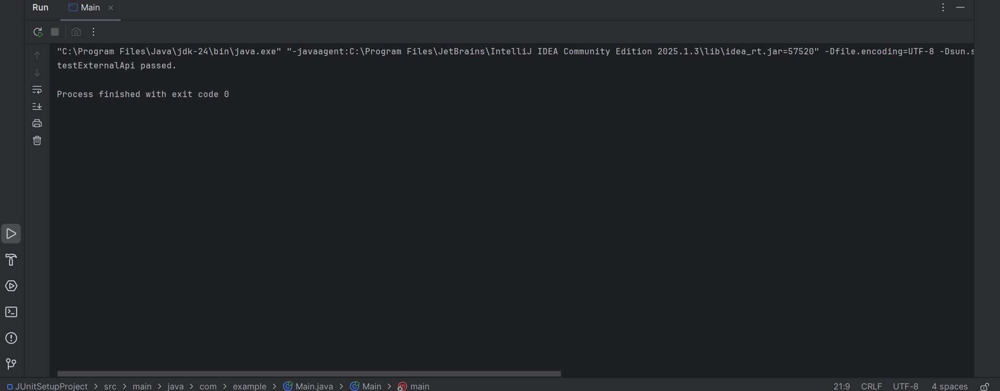 Run Main
"C:\Program Files\Java\jdk-24\bin\java.exe" "-javaagent:C:\Program Files\JetBrains\IntelliJ IDEA Community Edition 2025.1.3\lib\idea_rt.jar=57520" -Dfile.encoding=UTF-8 -Dsun.s
testExternalApi passed.
Process finished with exit code 0
JUnitSetupProject > src > main > java > com > example > Main.java > Main > main 21:9 CRLF UTF-8 4 spaces